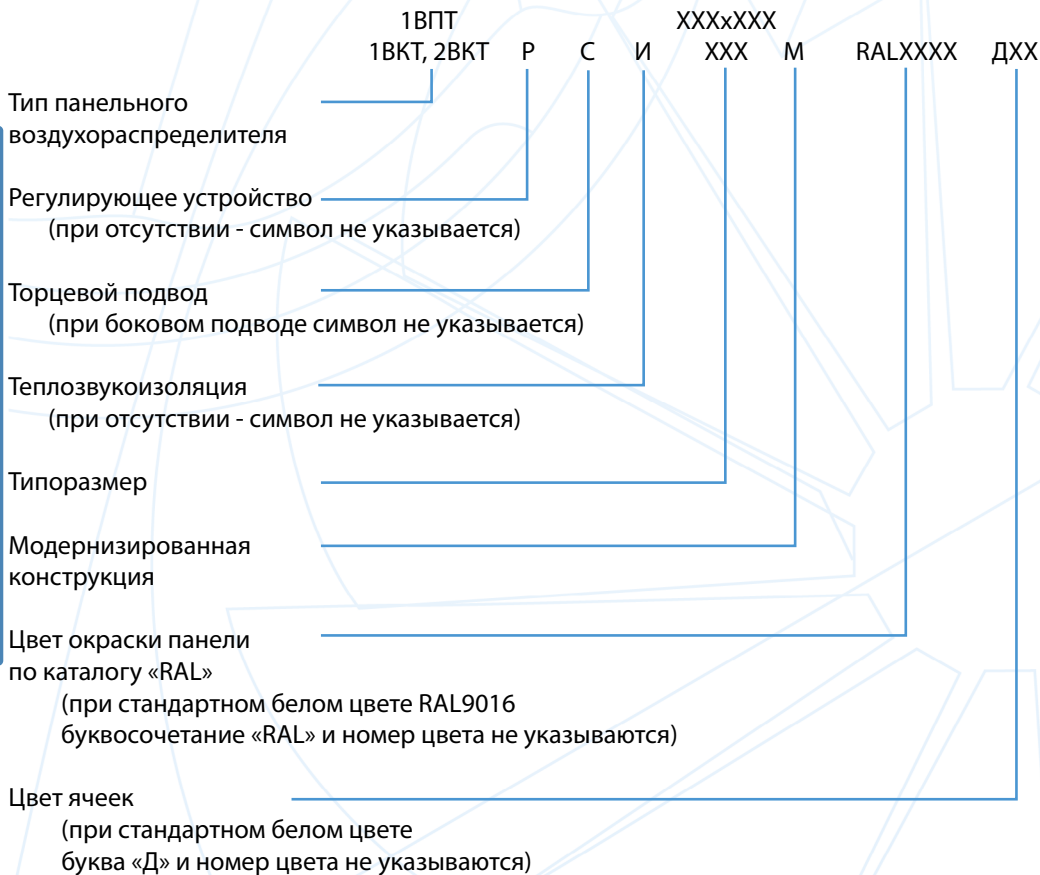 1ВПТ ХХХхХХХ
1ВКТ, 2ВКТ Р С И ХХХ М RALXXXX ДХХ
Тип панельного
воздухораспределителя
Регулирующее устройство
(при отсутствии - символ не указывается)
Торцевой подвод
(при боковом подводе символ не указывается)
Теплозвукоизоляция
(при отсутствии - символ не указывается)
Типоразмер
Модернизированная
конструкция
Цвет окраски панели
по каталогу «RAL»
(при стандартном белом цвете RAL9016
буквосочетание «RAL» и номер цвета не указываются)
Цвет ячеек
(при стандартном белом цвете
буква «Д» и номер цвета не указываются)